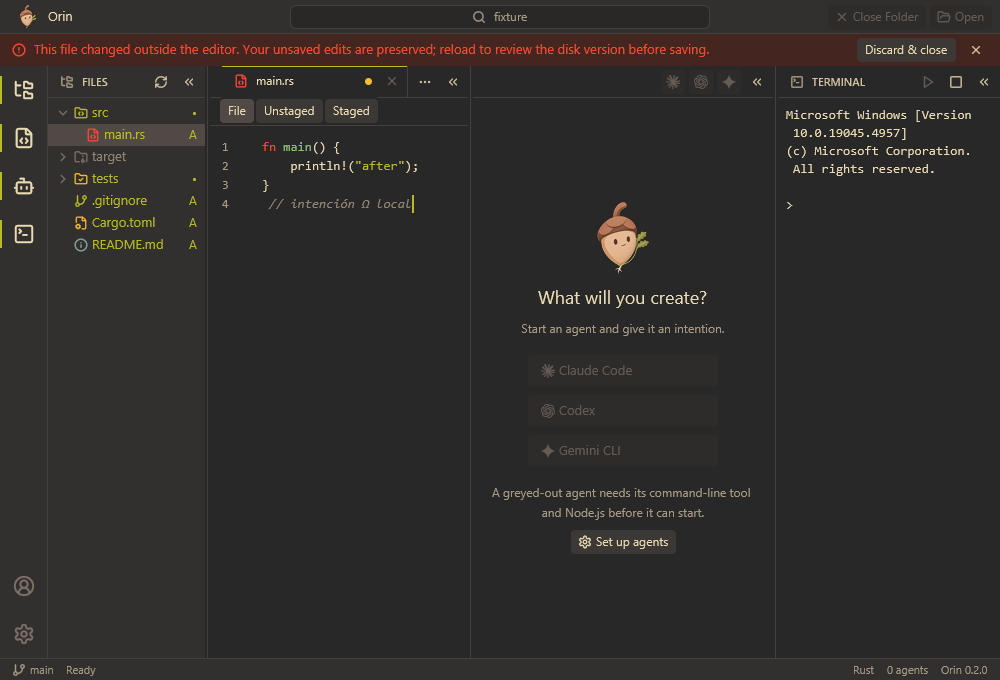 Orin
fixture
Close Folder
Open
This file changed outside the editor. Your unsaved edits are preserved; reload to review the disk version before saving.
Discard & close
FILES
src
main.rs A
target
tests
.gitignore A
Cargo.toml A
README.md A
main.rs
File Unstaged Staged
1 fn main() {
2 println!("after");
3 }
4 // intención Ω local
What will you create?
Start an agent and give it an intention.
Claude Code
Codex
Gemini CLI
A greyed-out agent needs its command-line tool
and Node.js before it can start.
Set up agents
TERMINAL
Microsoft Windows [Version
10.0.19045.4957]
(c) Microsoft Corporation.
All rights reserved.
>
main Ready
Rust 0 agents Orin 0.2.0